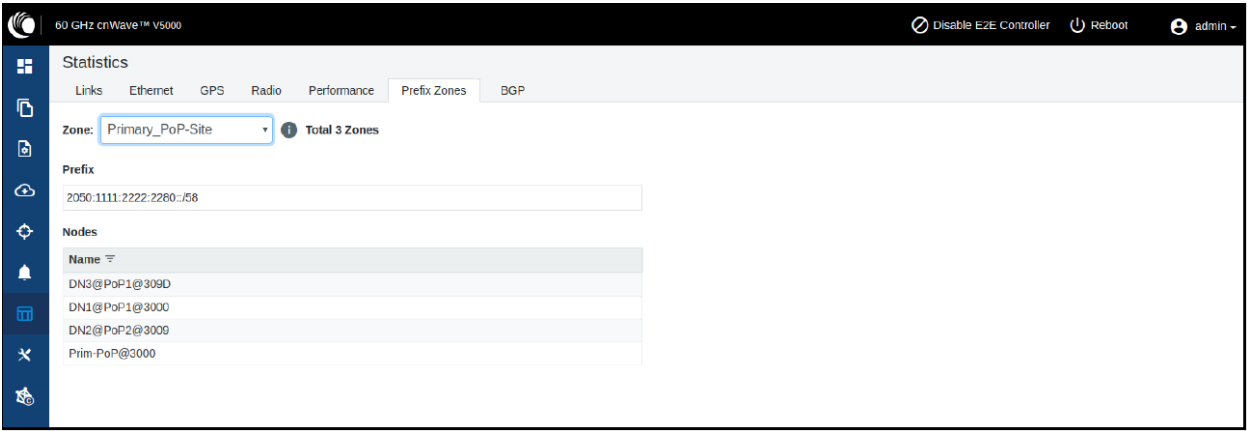 60 GHz cnWave™ V5000 Disable E2E Controller Reboot admin
Statistics
Links Ethernet GPS Radio Performance Prefix Zones BGP
Zone: Primary_PoP-Site Total 3 Zones
Prefix
2050:1111:2222:2280::/58
Nodes
Name
DN3@PoP1@309D
DN1@PoP1@3000
DN2@PoP2@3009
Prim-PoP@3000